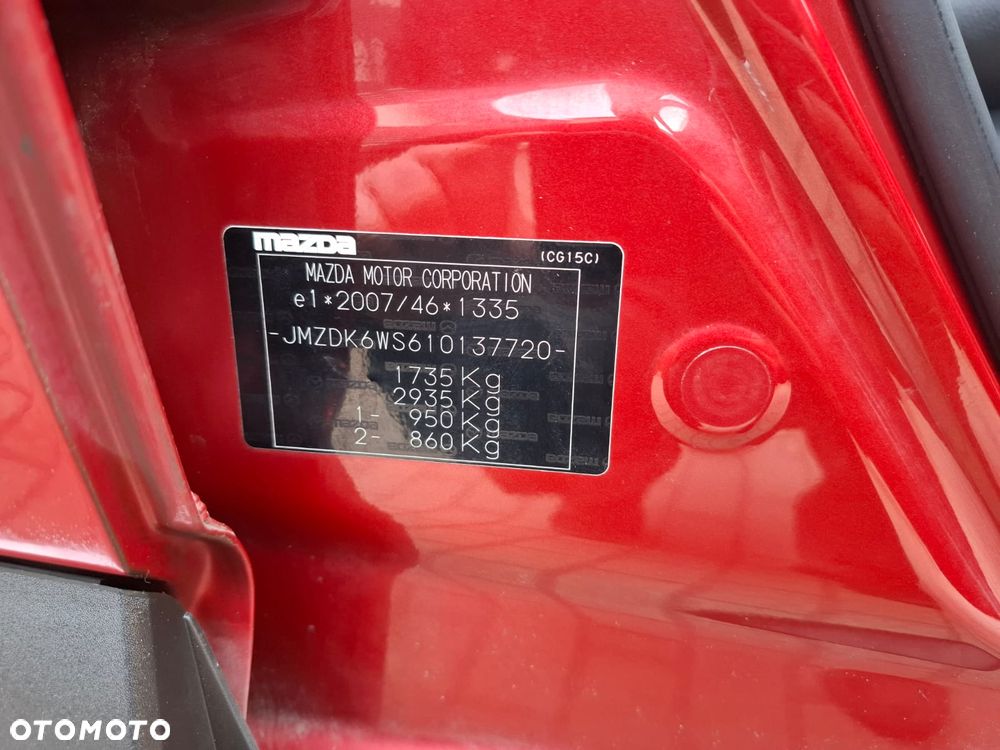 mazda
(CG15C)
MAZDA MOTOR CORPORATION
e1*2007/46*1335
-JMZDK6WS610137720-
1735 Kg
2935 Kg
1- 950 Kg
2- 860 Kg
OTOMOTO